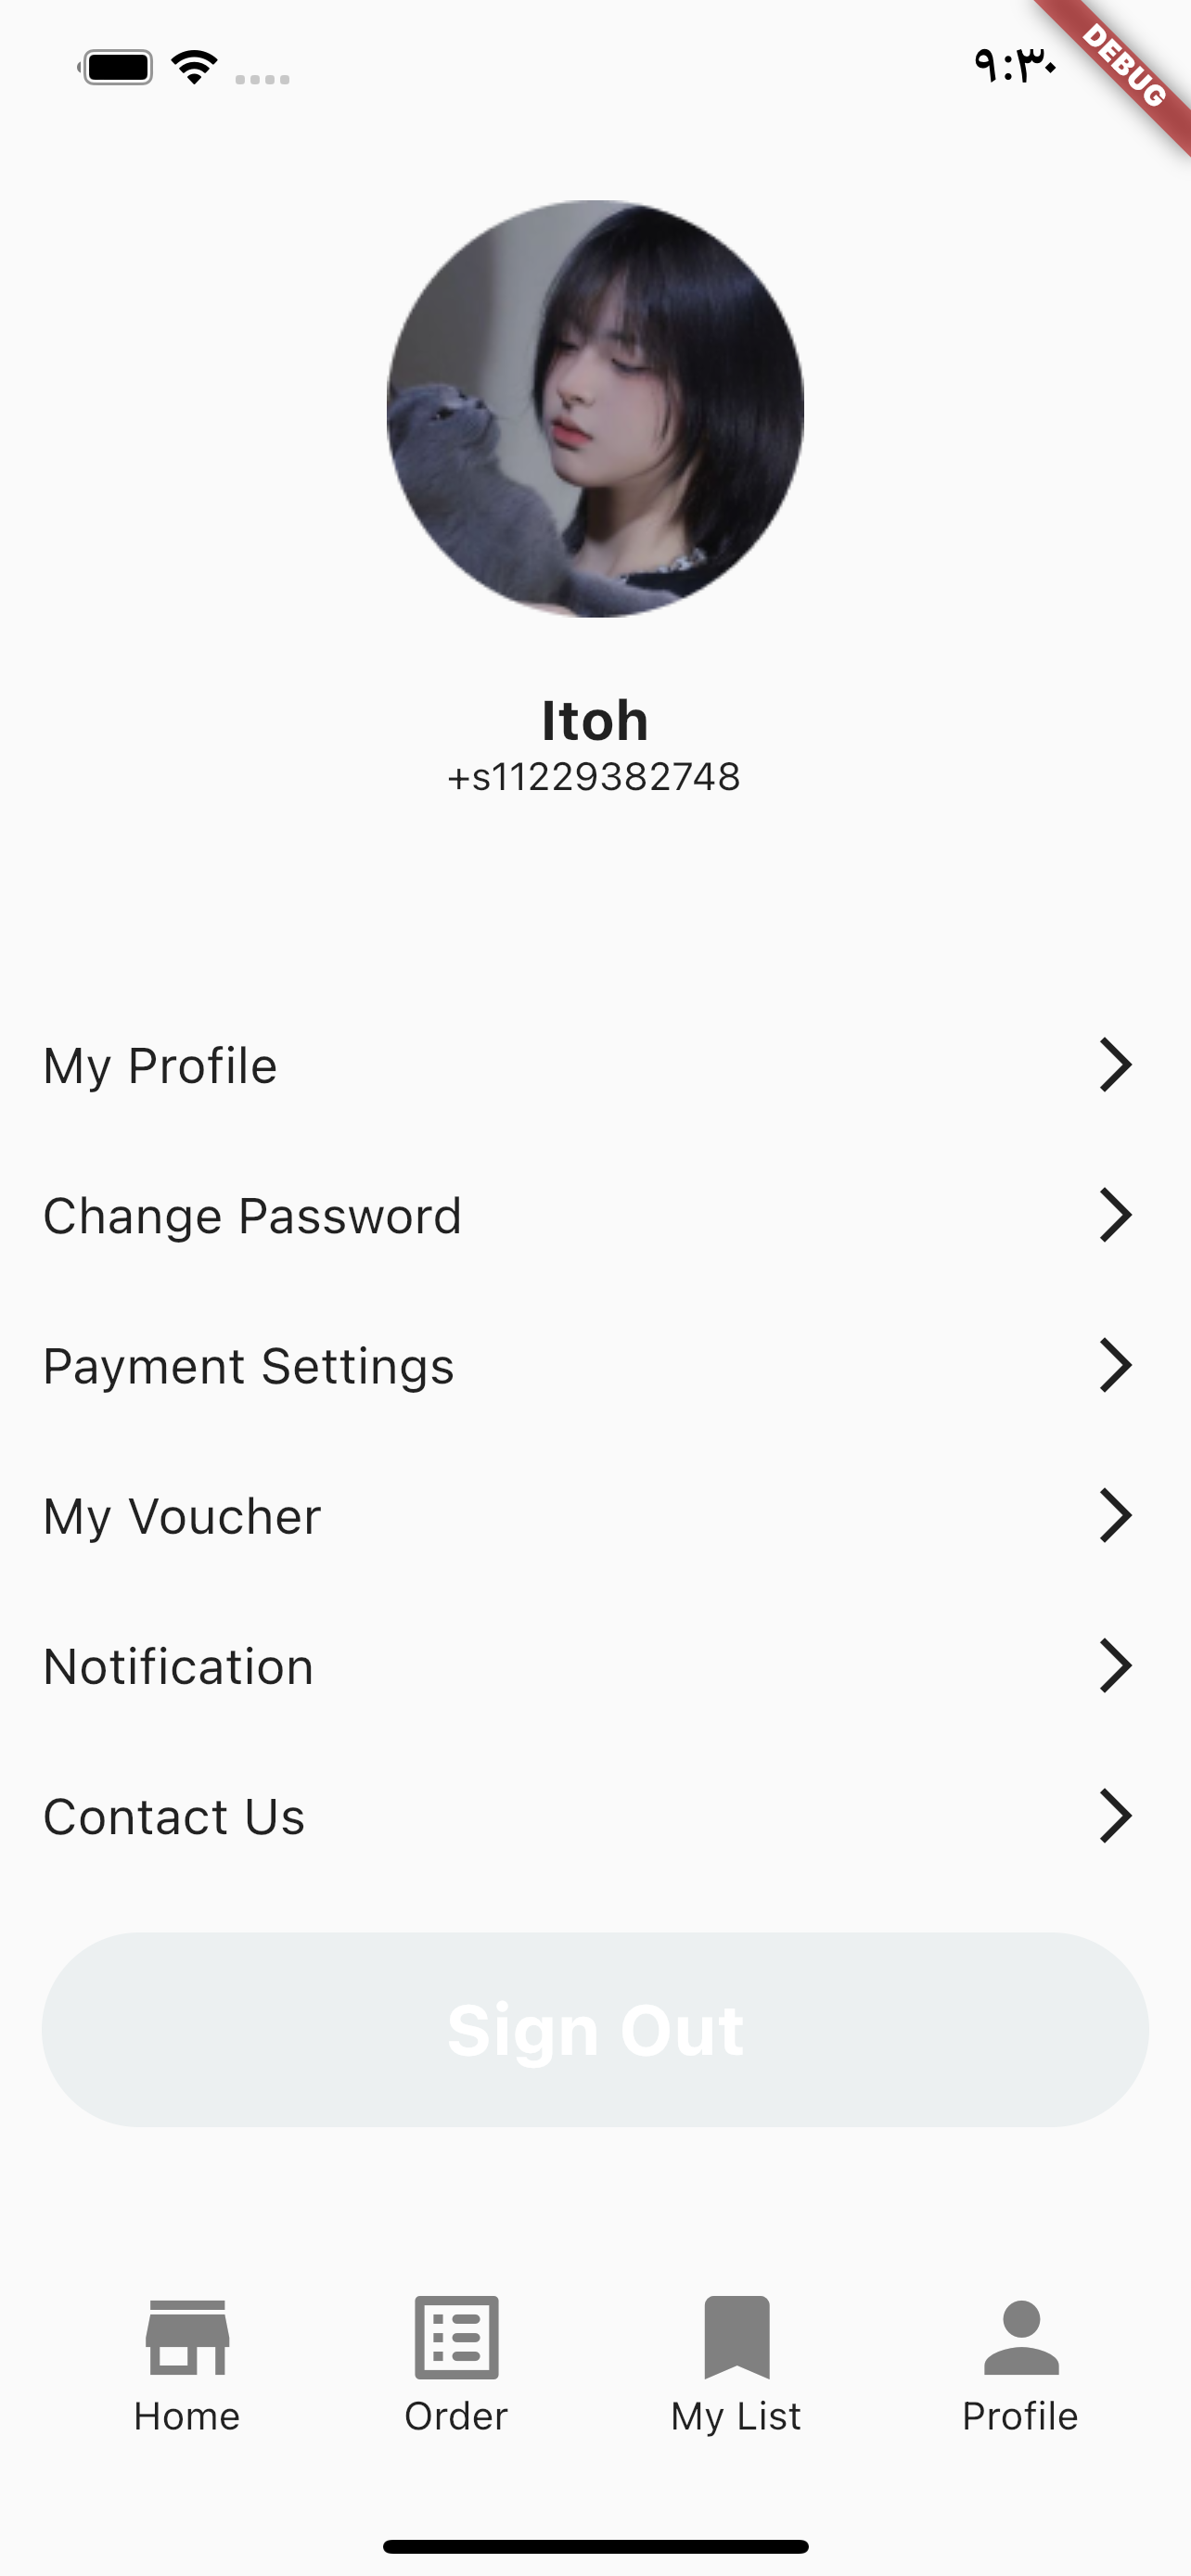 ٩:٣٠
DEBUG
Itoh
+s11229382748
My Profile
Change Password
Payment Settings
My Voucher
Notification
Contact Us
Sign Out
Home
Order
My List
Profile